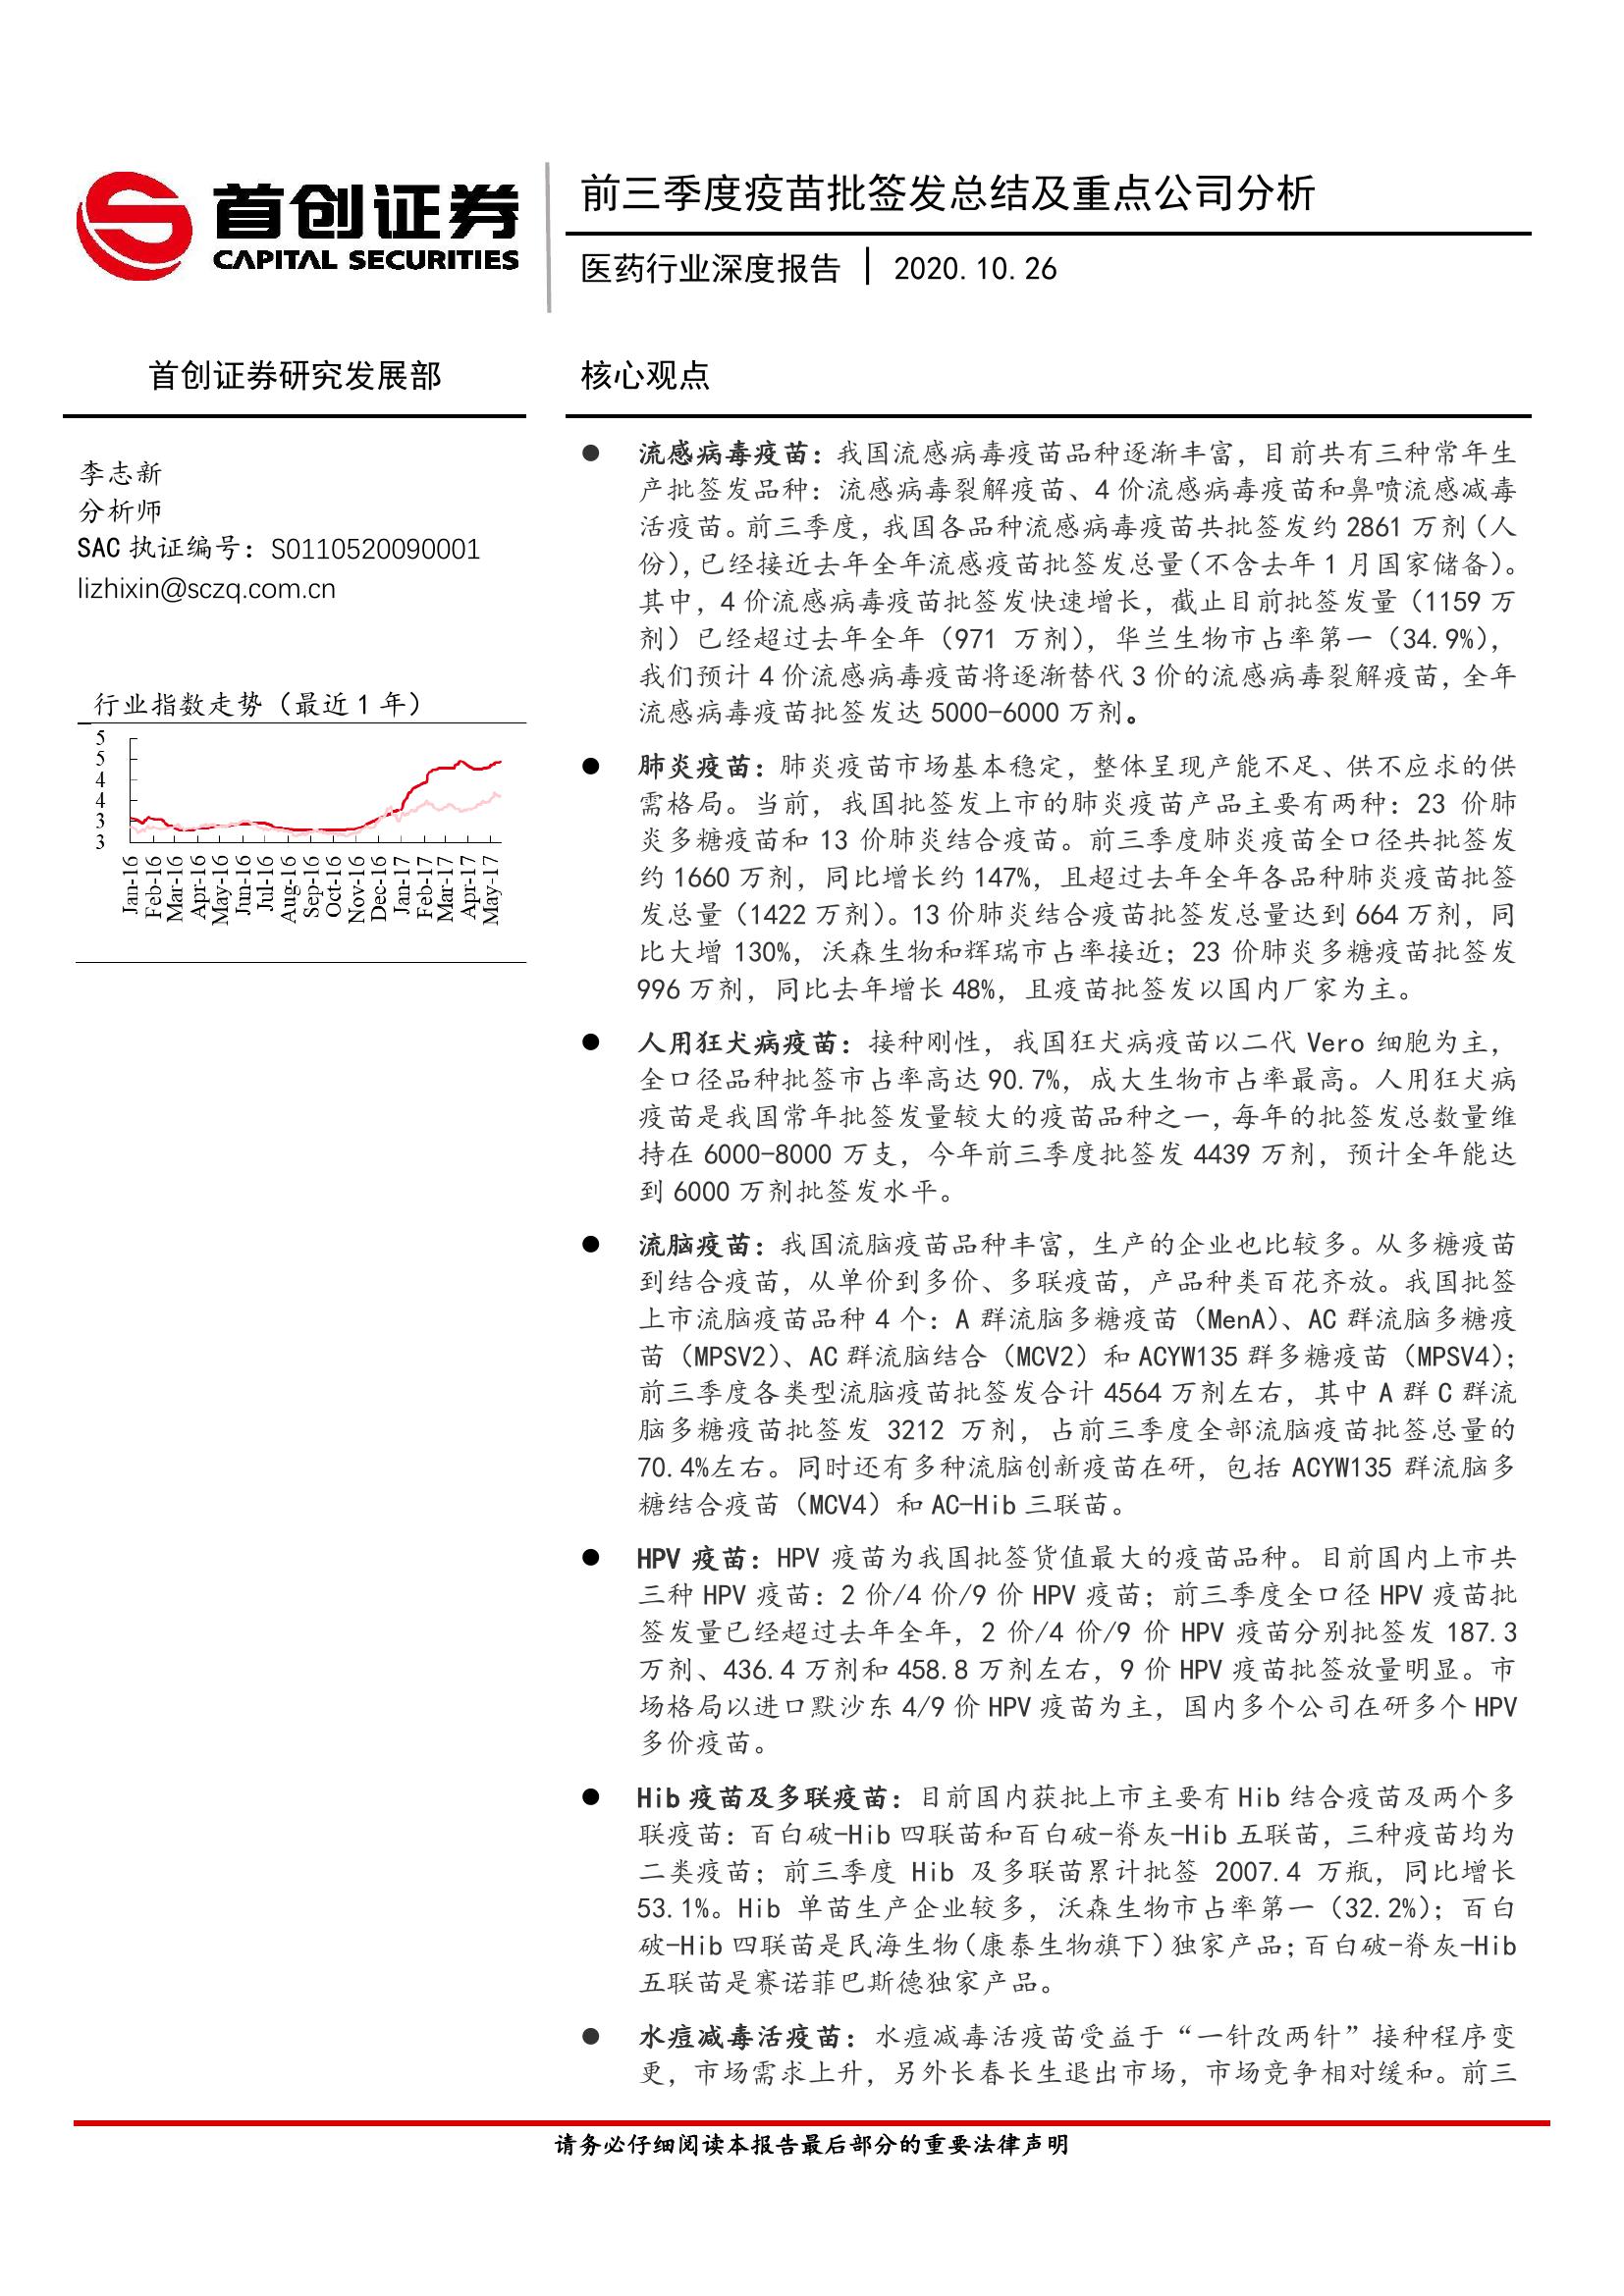 首创证券
CAPITAL SECURITIES
前三季度疫苗批签发总结及重点公司分析
医药行业深度报告 | 2020.10.26
首创证券研究发展部
李志新
分析师
SAC 执证编号：S0110520090001
lizhixin@sczq.com.cn
行业指数走势（最近 1 年）
5
5
4
4
3
3
Jan-16
Feb-16
Mar-16
Apr-16
May-16
Jun-16
Jul-16
Aug-16
Sep-16
Oct-16
Nov-16
Dec-16
Jan-17
Feb-17
Mar-17
Apr-17
May-17
核心观点
● 流感病毒疫苗：我国流感病毒疫苗品种逐渐丰富，目前共有三种常年生
产批签发品种：流感病毒裂解疫苗、4 价流感病毒疫苗和鼻喷流感减毒
活疫苗。前三季度，我国各品种流感病毒疫苗共批签发约 2861 万剂（人
份），已经接近去年全年流感疫苗批签发总量（不含去年 1 月国家储备）。
其中，4 价流感病毒疫苗批签发快速增长，截止目前批签发量（1159 万
剂）已经超过去年全年（971 万剂），华兰生物市占率第一（34.9%），
我们预计 4 价流感病毒疫苗将逐渐替代 3 价的流感病毒裂解疫苗，全年
流感病毒疫苗批签发达 5000-6000 万剂。
● 肺炎疫苗：肺炎疫苗市场基本稳定，整体呈现产能不足、供不应求的供
需格局。当前，我国批签发上市的肺炎疫苗产品主要有两种：23 价肺
炎多糖疫苗和 13 价肺炎结合疫苗。前三季度肺炎疫苗全口径共批签发
约 1660 万剂，同比增长约 147%，且超过去年全年各品种肺炎疫苗批签
发总量（1422 万剂）。13 价肺炎结合疫苗批签发总量达到 664 万剂，同
比大增 130%，沃森生物和辉瑞市占率接近；23 价肺炎多糖疫苗批签发
996 万剂，同比去年增长 48%，且疫苗批签发以国内厂家为主。
● 人用狂犬病疫苗：接种刚性，我国狂犬病疫苗以二代 Vero 细胞为主，
全口径品种批签市占率高达 90.7%，成大生物市占率最高。人用狂犬病
疫苗是我国常年批签发量较大的疫苗品种之一，每年的批签发总数量维
持在 6000-8000 万支，今年前三季度批签发 4439 万剂，预计全年能达
到 6000 万剂批签发水平。
● 流脑疫苗：我国流脑疫苗品种丰富，生产的企业也比较多。从多糖疫苗
到结合疫苗，从单价到多价、多联疫苗，产品种类百花齐放。我国批签
上市流脑疫苗品种 4 个：A 群流脑多糖疫苗（MenA）、AC 群流脑多糖疫
苗（MPSV2）、AC 群流脑结合（MCV2）和 ACYW135 群多糖疫苗（MPSV4）；
前三季度各类型流脑疫苗批签发合计 4564 万剂左右，其中 A 群 C 群流
脑多糖疫苗批签发 3212 万剂，占前三季度全部流脑疫苗批签总量的
70.4%左右。同时还有多种流脑创新疫苗在研，包括 ACYW135 群流脑多
糖结合疫苗（MCV4）和 AC-Hib 三联苗。
● HPV 疫苗：HPV 疫苗为我国批签货值最大的疫苗品种。目前国内上市共
三种 HPV 疫苗：2 价/4 价/9 价 HPV 疫苗；前三季度全口径 HPV 疫苗批
签发量已经超过去年全年，2 价/4 价/9 价 HPV 疫苗分别批签发 187.3
万剂、436.4 万剂和 458.8 万剂左右，9 价 HPV 疫苗批签放量明显。市
场格局以进口默沙东 4/9 价 HPV 疫苗为主，国内多个公司在研多个 HPV
多价疫苗。
● Hib 疫苗及多联疫苗：目前国内获批上市主要有 Hib 结合疫苗及两个多
联疫苗：百白破-Hib 四联苗和百白破-脊灰-Hib 五联苗，三种疫苗均为
二类疫苗；前三季度 Hib 及多联苗累计批签 2007.4 万瓶，同比增长
53.1%。Hib 单苗生产企业较多，沃森生物市占率第一（32.2%）；百白
破-Hib 四联苗是民海生物（康泰生物旗下）独家产品；百白破-脊灰-Hib
五联苗是赛诺菲巴斯德独家产品。
● 水痘减毒活疫苗：水痘减毒活疫苗受益于“一针改两针”接种程序变
更，市场需求上升，另外长春长生退出市场，市场竞争相对缓和。前三
请务必仔细阅读本报告最后部分的重要法律声明